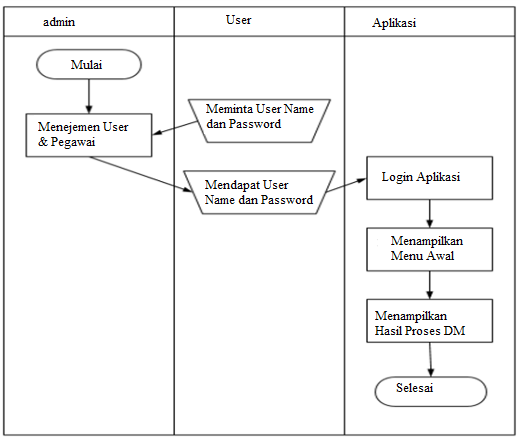 admin
User
Aplikasi
Mulai
Meminta User Name
dan Password
Menejemen User
& Pegawai
Mendapat User
Name dan Password
Login Aplikasi
Menampilkan
Menu Awal
Menampilkan
Hasil Proses DM
Selesai